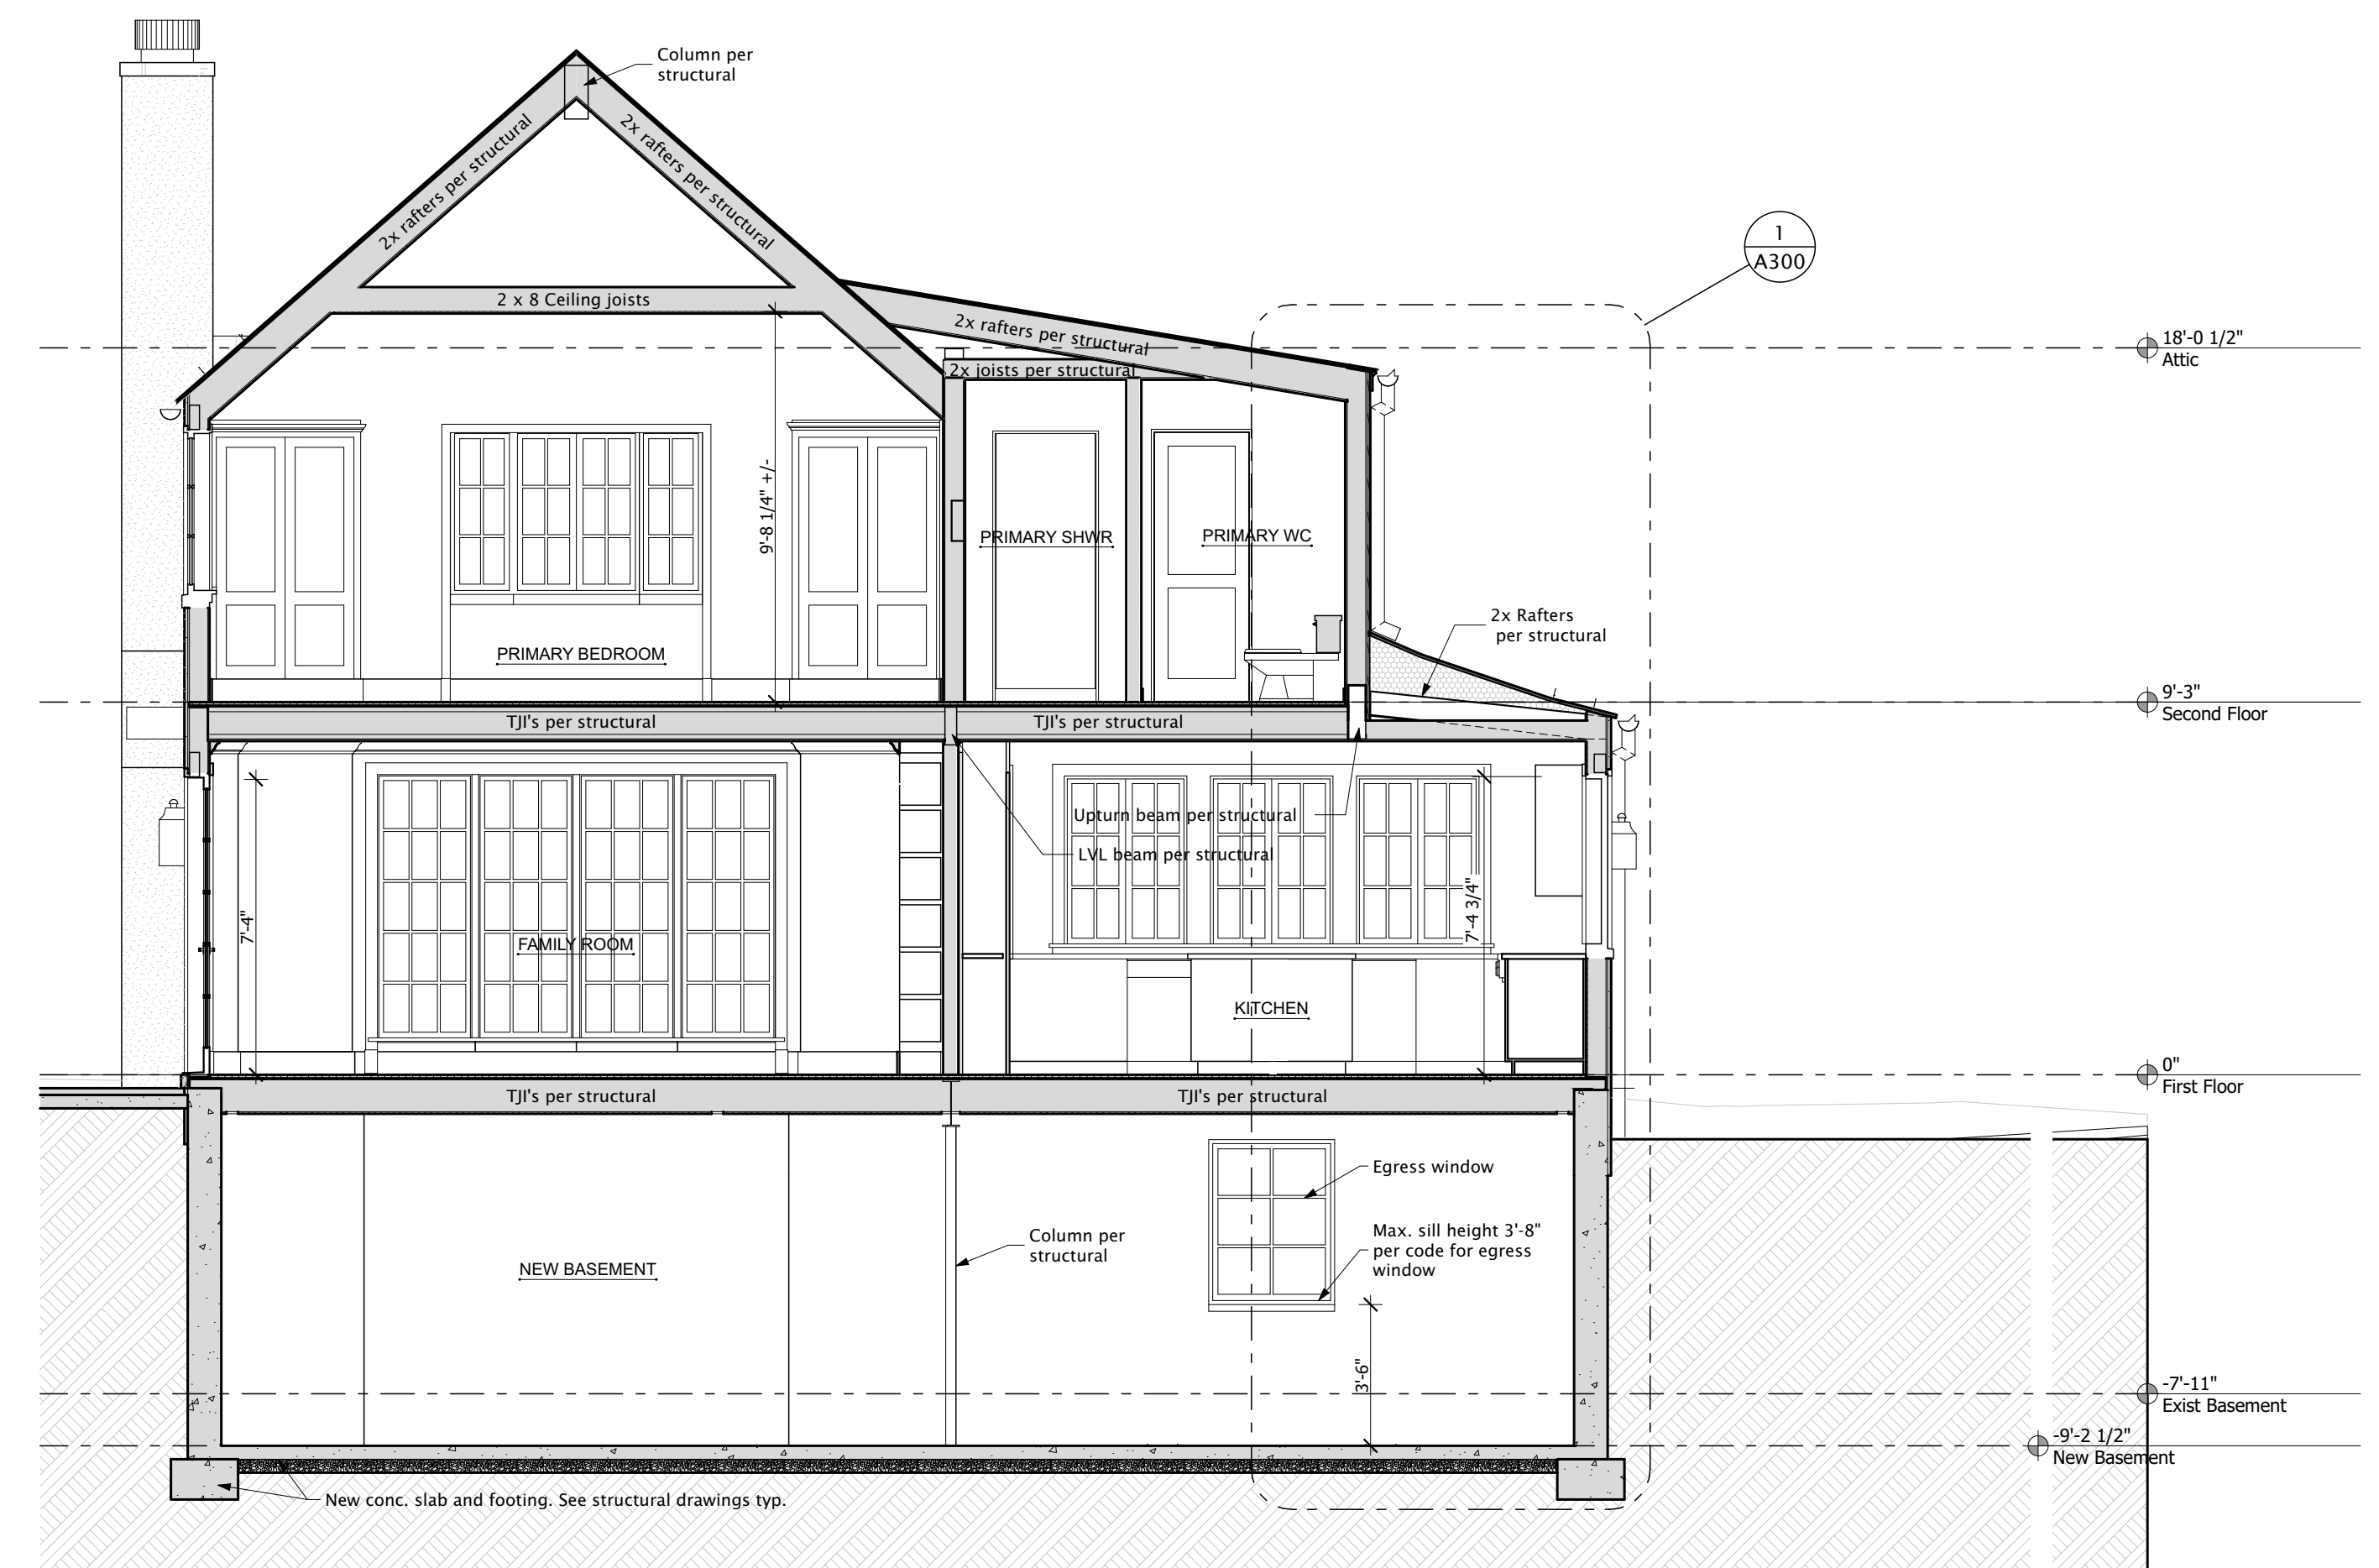 Column per
structural
2x rafters per structural
2x rafters per structural
1
A300
2 x 8 Ceiling joists
2x rafters per structural
18'-0 1/2"
Attic
2x joists per structural
9'-8 1/4" +/-
PRIMARY SHWR
PRIMARY WC
2x Rafters
per structural
PRIMARY BEDROOM
9'-3"
Second Floor
TJI's per structural
TJI's per structural
Upturn beam per structural
LVL beam per structural
7'-4"
7'-4 3/4"
FAMILY ROOM
KITCHEN
0"
First Floor
TJI's per structural
TJI's per structural
Egress window
Max. sill height 3'-8"
per code for egress
window
Column per
structural
NEW BASEMENT
3'-6"
-7'-11"
Exist Basement
-9'-2 1/2"
New Basement
New conc. slab and footing. See structural drawings typ.